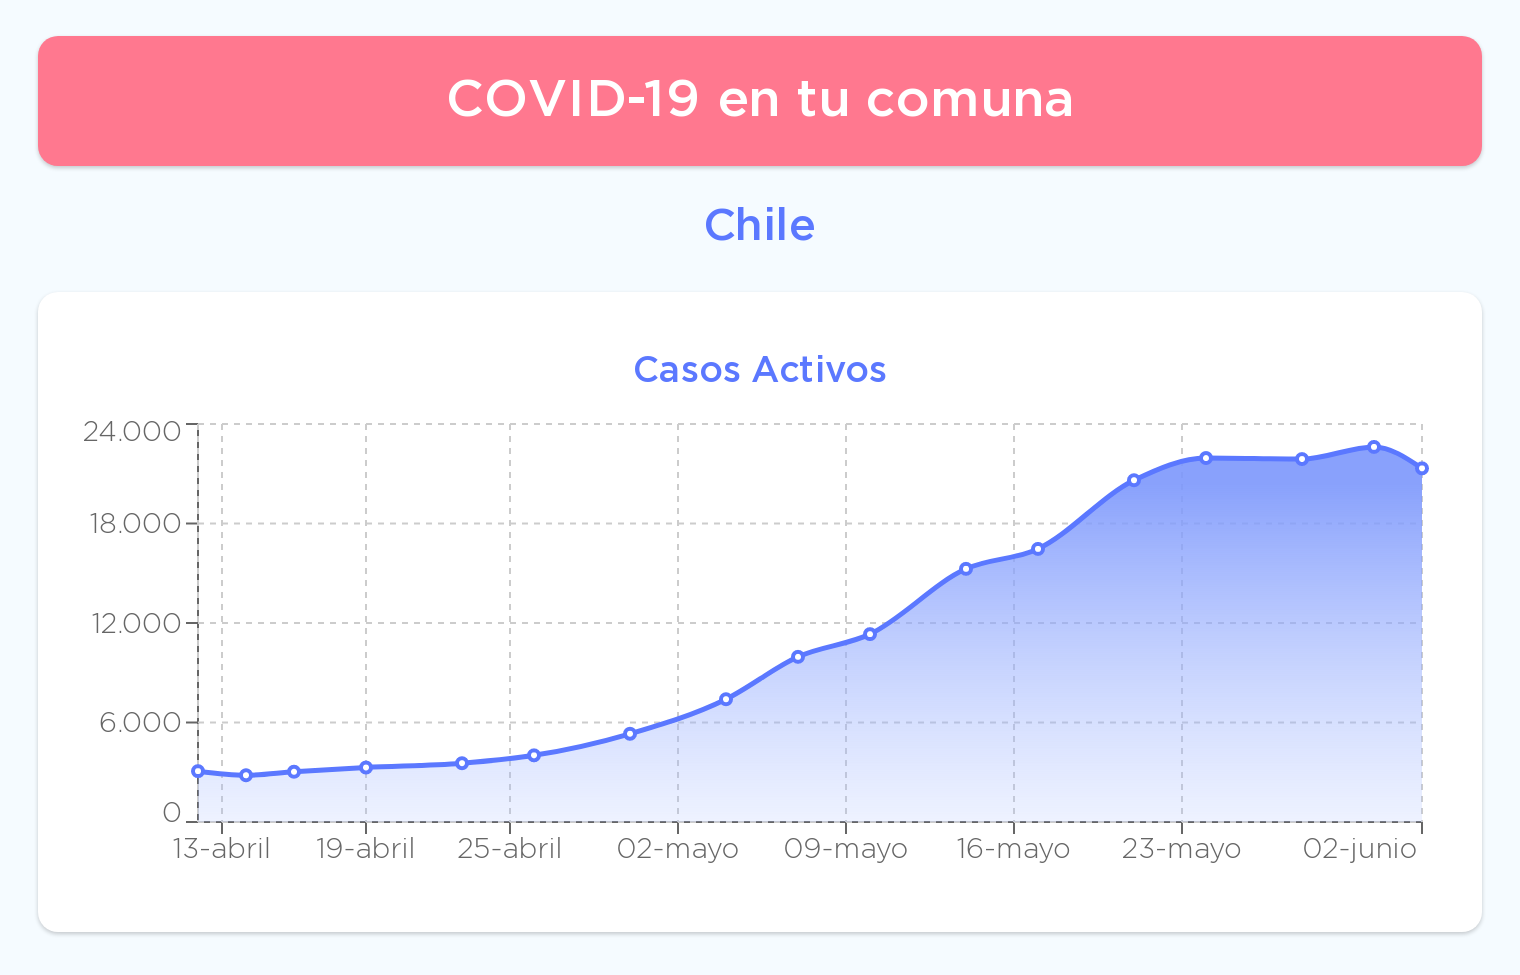 COVID-19 en tu comuna
Chile
Casos Activos
24.000
18.000
12.000
6.000
0
13-abril 19-abril 25-abril 02-mayo 09-mayo 16-mayo 23-mayo 02-junio